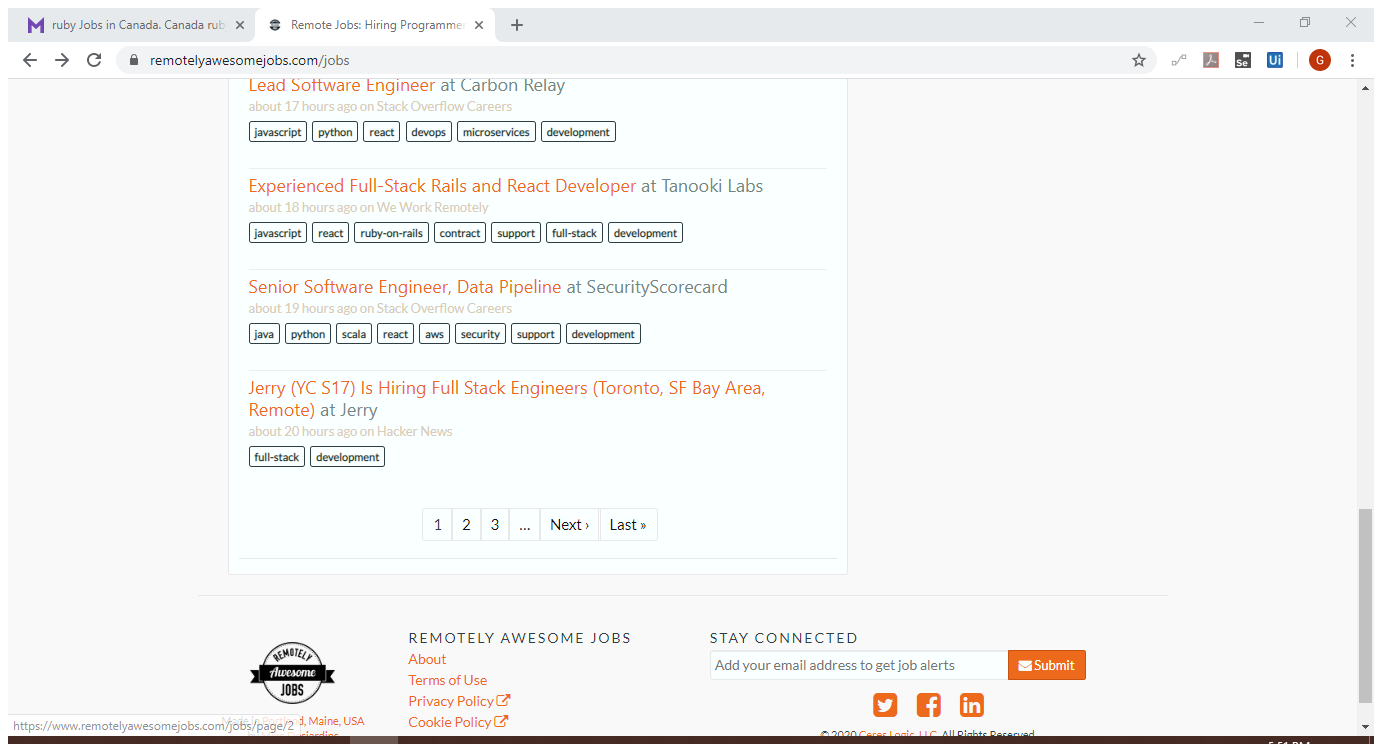 ruby Jobs in Canada. Canada rub
Remote Jobs: Hiring Programmer
remotelyawesomejobs.com/jobs
Se
Ui
G
Lead Software Engineer at Carbon Relay
about 17 hours ago on Stack Overflow Careers
javascript python react devops microservices development
Experienced Full-Stack Rails and React Developer at Tanooki Labs
about 18 hours ago on We Work Remotely
javascript react ruby-on-rails contract support full-stack development
Senior Software Engineer, Data Pipeline at SecurityScorecard
about 19 hours ago on Stack Overflow Careers
java python scala react aws security support development
Jerry (YC S17) Is Hiring Full Stack Engineers (Toronto, SF Bay Area,
Remote) at Jerry
about 20 hours ago on Hacker News
full-stack development
1 2 3 ... Next › Last »
REMOTELY
Awesome
JOBS
REMOTELY AWESOME JOBS
About
Terms of Use
Privacy Policy
Cookie Policy
STAY CONNECTED
Add your email address to get job alerts
Submit
© 2020 Ceres Logic, LLC. All Rights Reserved.
, Maine, USA
https://www.remotelyawesomejobs.com/jobs/page/2